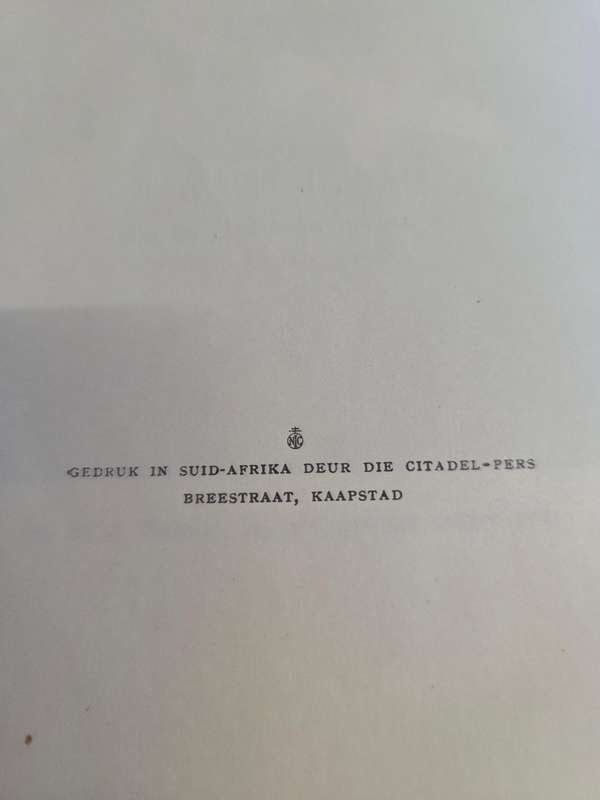 GEDRUK IN SUID-AFRIKA DEUR DIE CITADEL-PERS
BREESTRAAT, KAAPSTAD